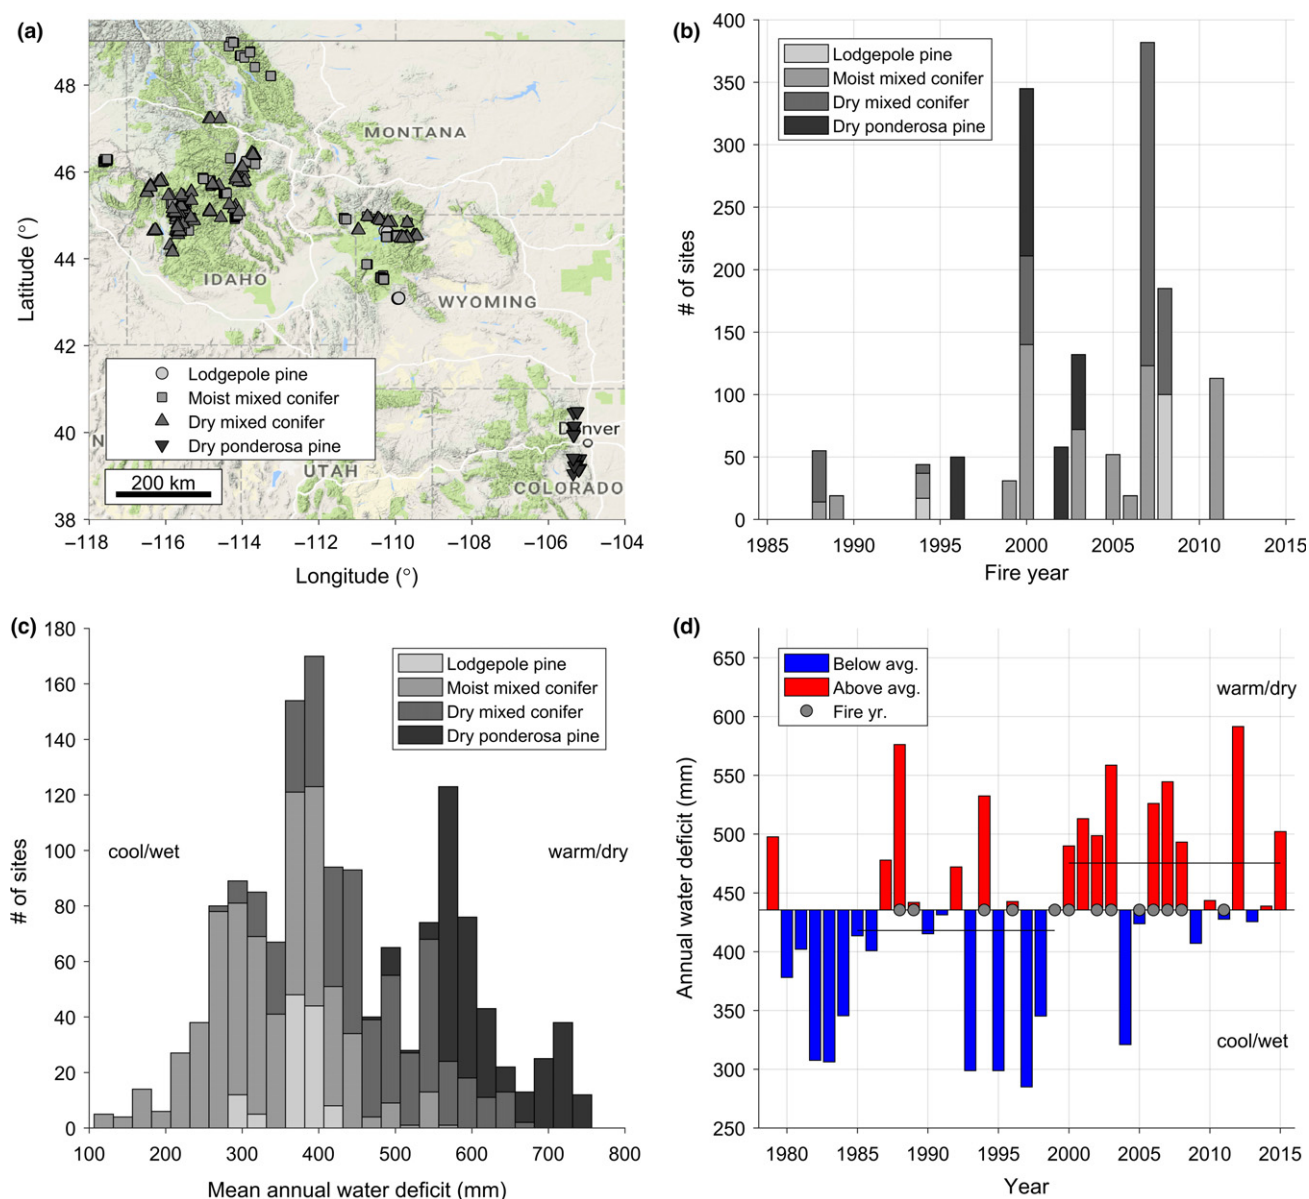 (a)
48
46
44
42
40
38
Latitude (°)
MONTANA
IDAHO
WYOMING
Lodgepole pine
Moist mixed conifer
Dry mixed conifer
Dry ponderosa pine
N
200 km
UTAH
Denver
COLORADO
−118 −116 −114 −112 −110 −108 −106 −104
Longitude (°)
(b)
400
350
300
250
200
150
100
50
0
# of sites
Lodgepole pine
Moist mixed conifer
Dry mixed conifer
Dry ponderosa pine
1985 1990 1995 2000 2005 2010 2015
Fire year
(c)
180
160
140
120
100
80
60
40
20
0
# of sites
Lodgepole pine
Moist mixed conifer
Dry mixed conifer
Dry ponderosa pine
cool/wet
warm/dry
100 200 300 400 500 600 700 800
Mean annual water deficit (mm)
(d)
650
600
550
500
450
400
350
300
250
Annual water deficit (mm)
Below avg.
Above avg.
Fire yr.
warm/dry
cool/wet
1980 1985 1990 1995 2000 2005 2010 2015
Year